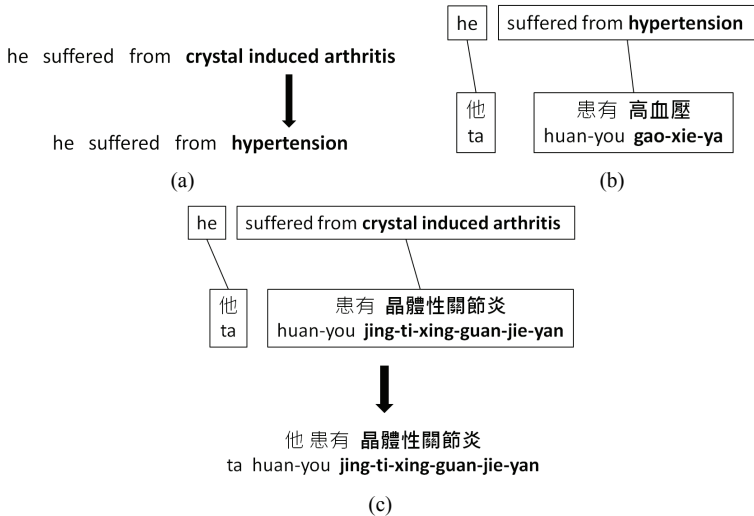 he suffered from crystal induced arthritis
he suffered from hypertension
(a)
he suffered from hypertension
他 患有 高血壓
ta huan-you gao-xie-ya
(b)
he suffered from crystal induced arthritis
他 患有 晶體性關節炎
ta huan-you jing-ti-xing-guan-jie-yan
他 患有 晶體性關節炎
ta huan-you jing-ti-xing-guan-jie-yan
(c)